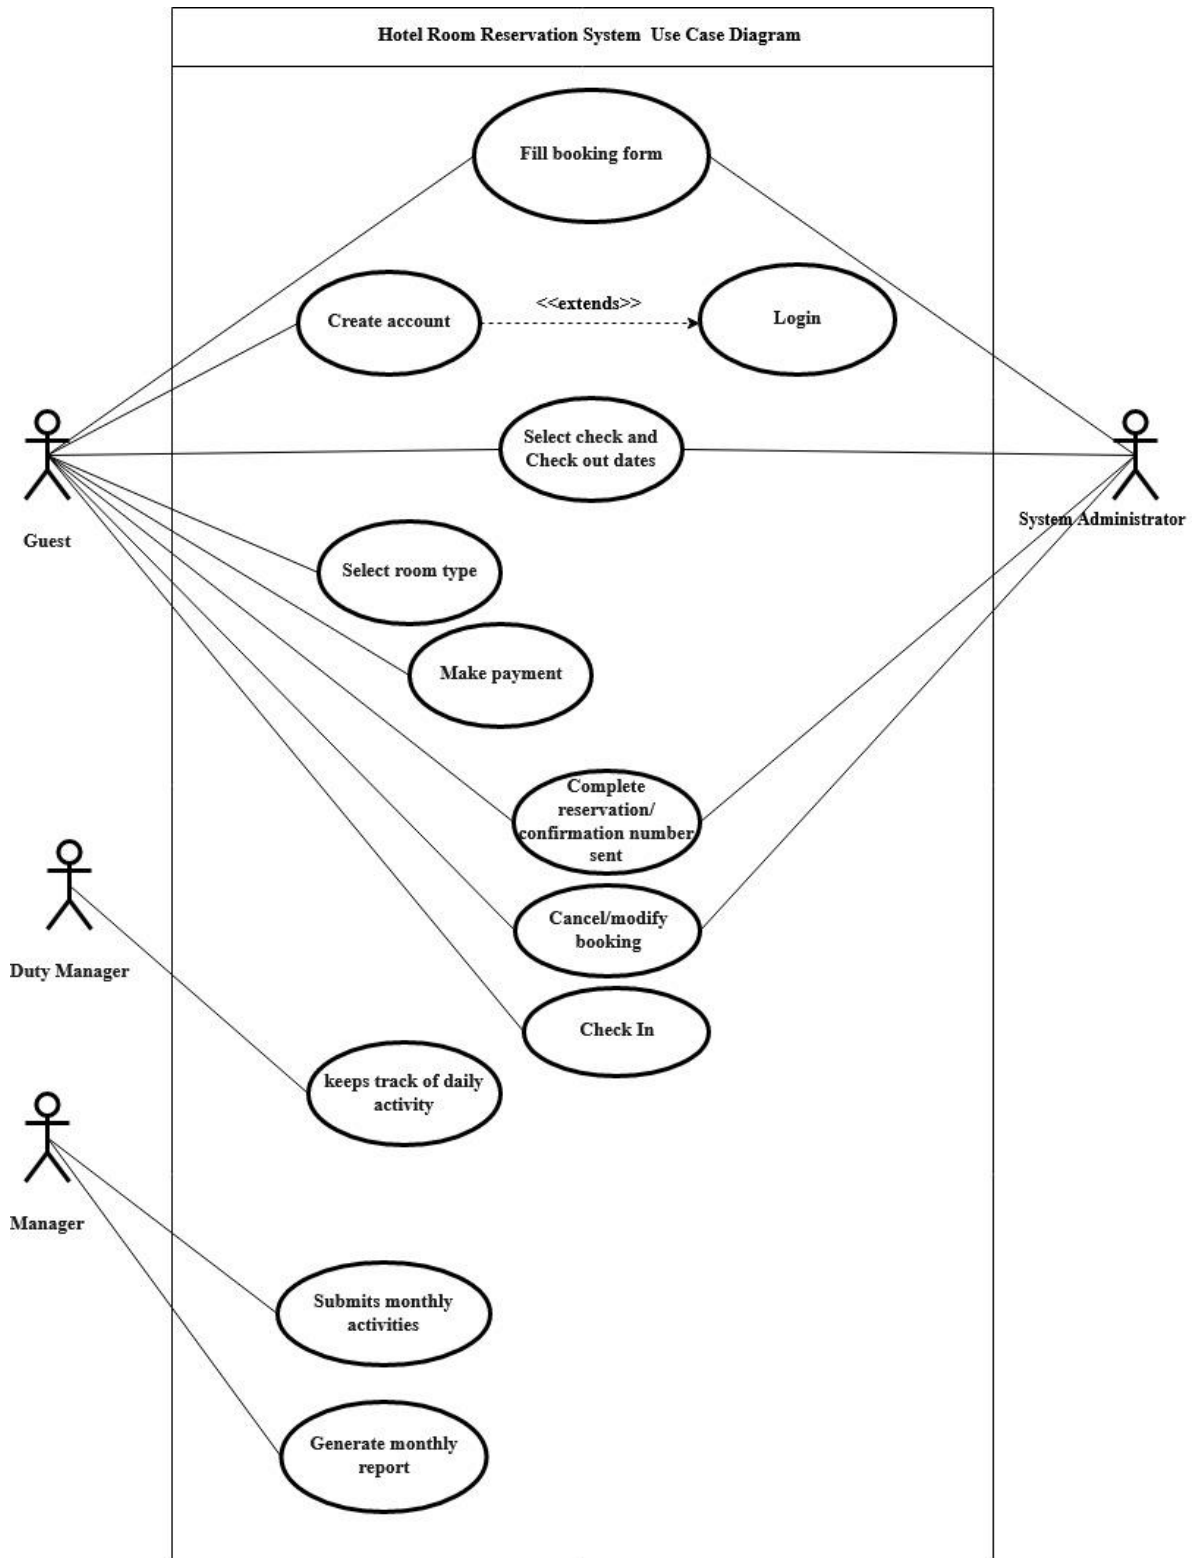 Hotel Room Reservation System Use Case Diagram
Fill booking form
<<extends>>
Create account
Login
Select check and
Check out dates
Guest
System Administrator
Select room type
Make payment
Complete
reservation/
confirmation number
sent
Cancel/modify
booking
Duty Manager
Check In
keeps track of daily
activity
Manager
Submits monthly
activities
Generate monthly
report